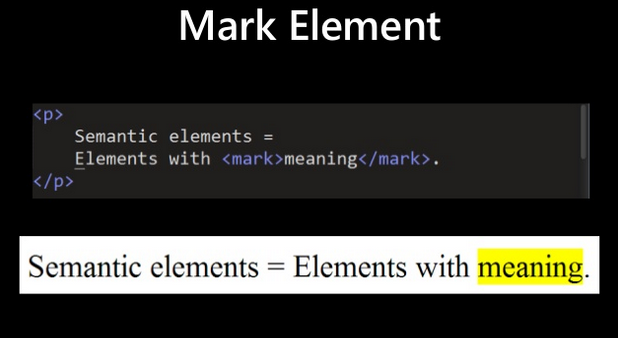 Mark Element
<p>
Semantic elements =
Elements with <mark>meaning</mark>.
</p>
Semantic elements = Elements with meaning.